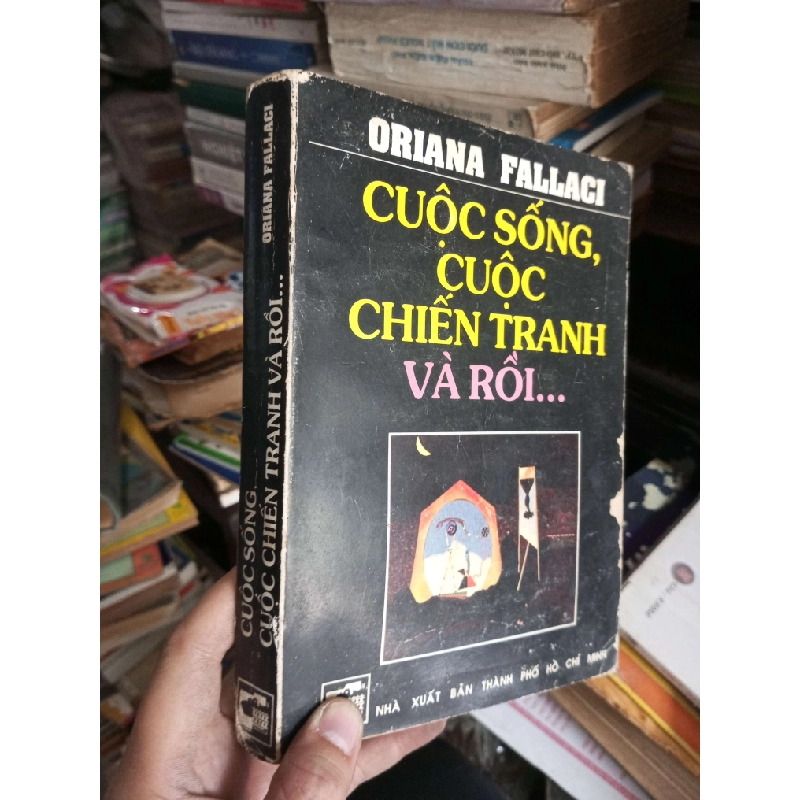 ORIANA FALLACI
CUỘC SỐNG,
CUỘC
CHIẾN TRANH
VÀ RỒI...
NHÀ XUẤT BẢN THÀNH PHỐ HỒ CHÍ MINH
ORIANA FALLACI
CUỘC SỐNG,...
CUỘC CHIẾN TRANH VÀ RỒI...